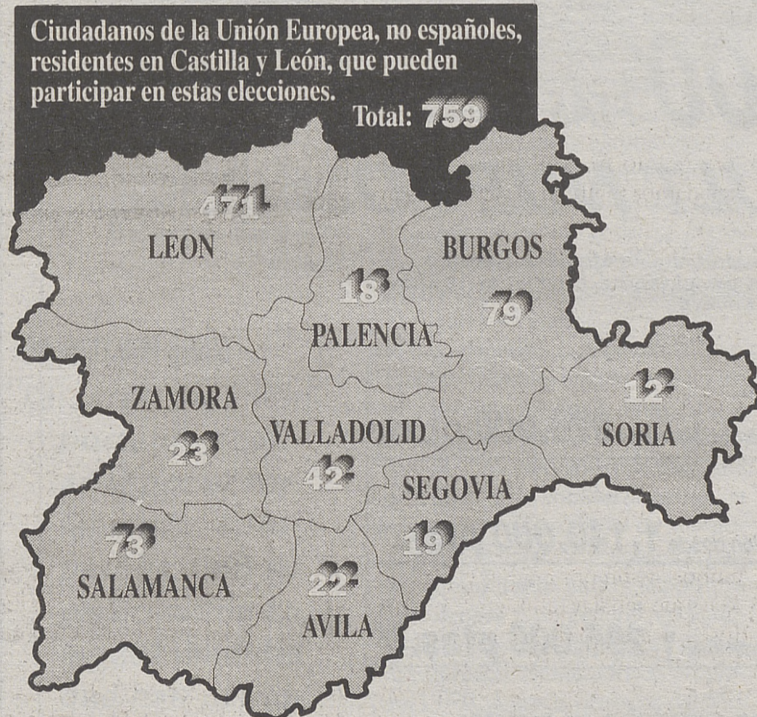 Ciudadanos de la Unión Europea, no españoles,
residentes en Castilla y León, que pueden
participar en estas elecciones.
Total: 759
471
LEON
BURGOS
18
79
PALENCIA
12
ZAMORA
VALLADOLID
SORIA
23
42
SEGOVIA
73
19
SALAMANCA
22
AVILA